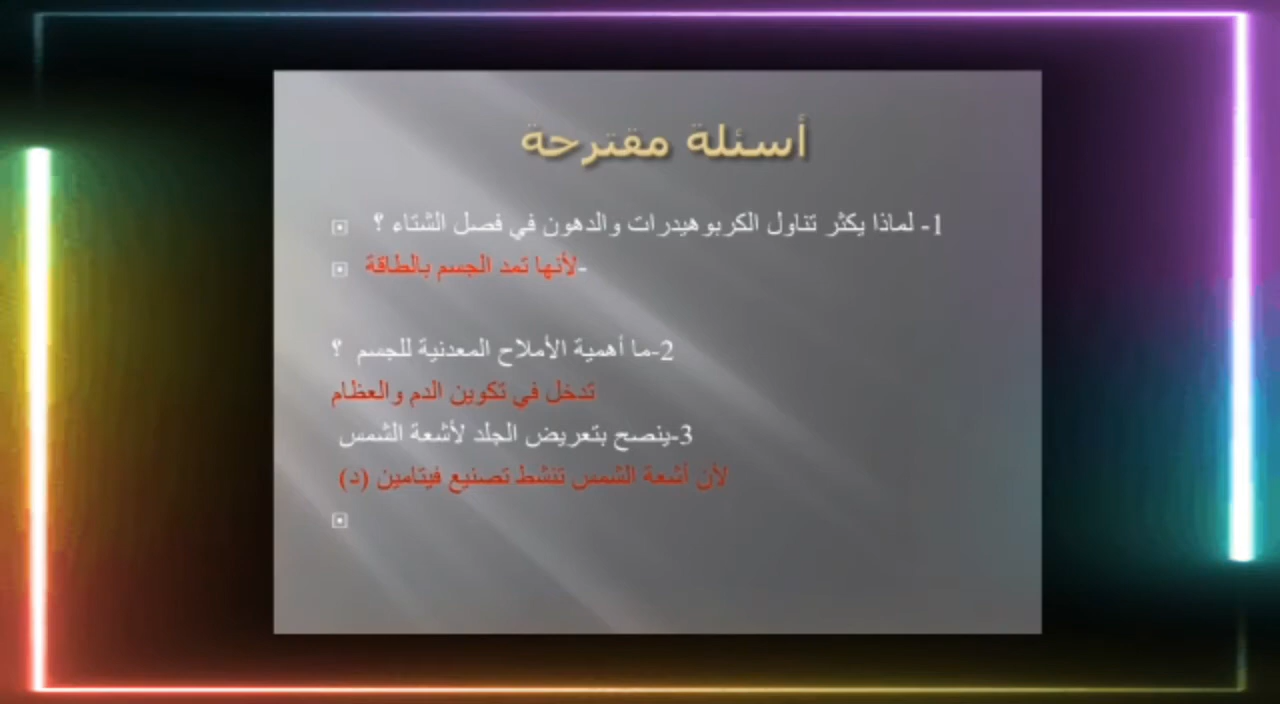 أسئلة مقترحة
1- لماذا يكثر تناول الكربوهيدرات والدهون في فصل الشتاء ؟
-لأنها تمد الجسم بالطاقة
2-ما أهمية الأملاح المعدنية للجسم ؟
تدخل في تكوين الدم والعظام
3-ينصح بتعريض الجلد لأشعة الشمس
لأن أشعة الشمس تنشط تصنيع فيتامين (د)